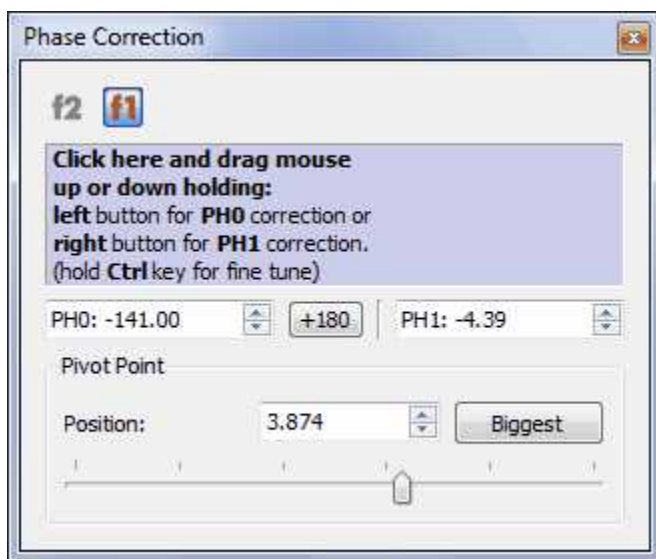 Phase Correction
f2 f1
Click here and drag mouse
up or down holding:
left button for PH0 correction or
right button for PH1 correction.
(hold Ctrl key for fine tune)
PH0: -141.00 +180 PH1: -4.39
Pivot Point
Position: 3.874 Biggest